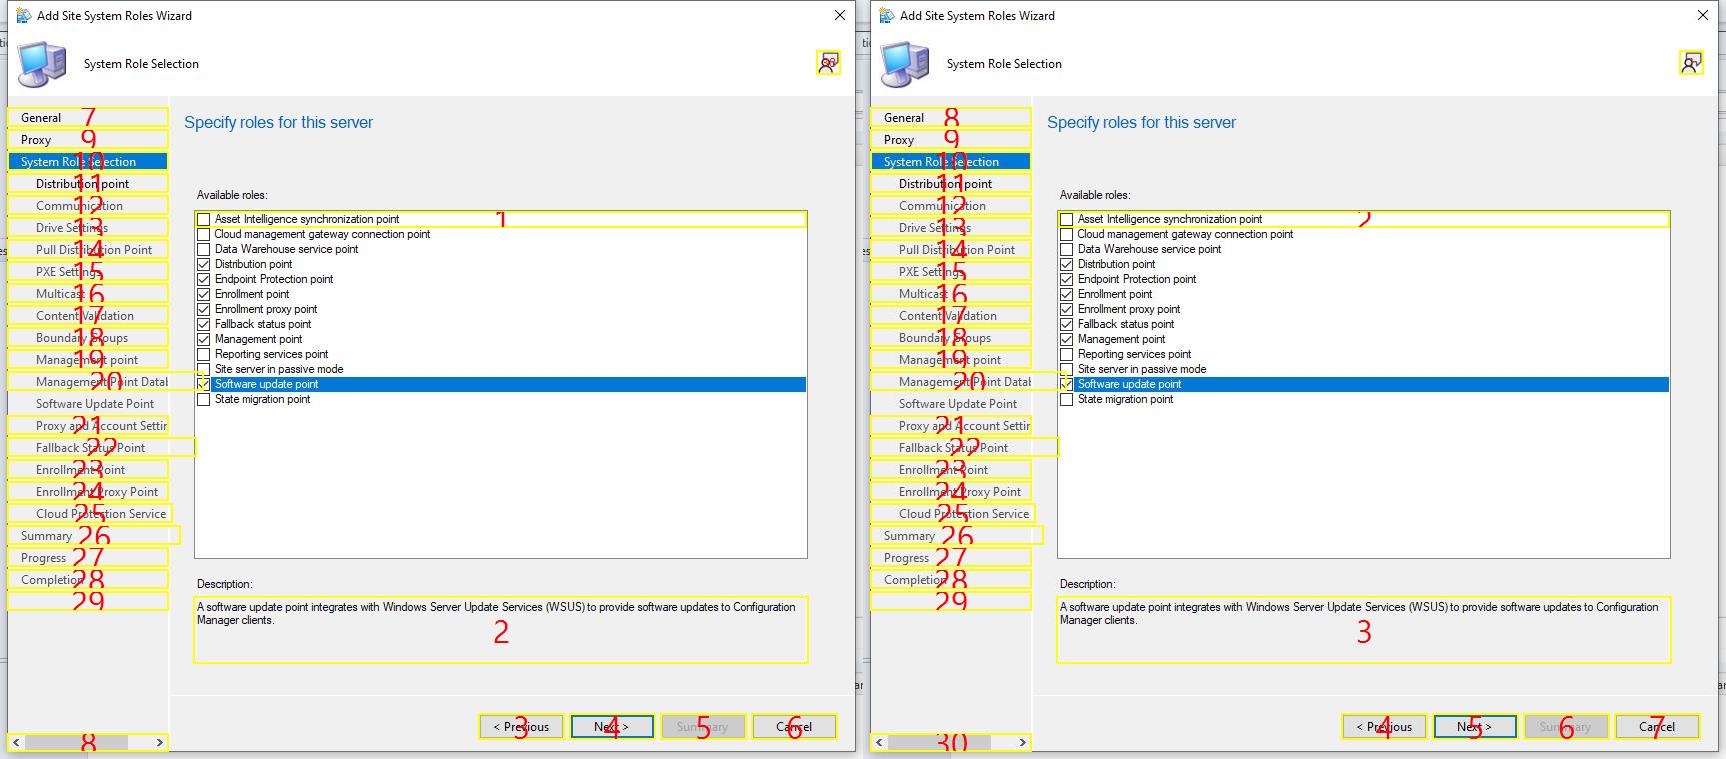 Add Site System Roles Wizard
System Role Selection
30
General 7
Proxy 9
System Role Selection 10
Distribution point 11
Communication 12
Drive Settings 13
Pull Distribution Point 14
PXE Settings 15
Multicast 16
Content Validation 17
Boundary Groups 18
Management point 19
Management Point Datab 20
Software Update Point
Proxy and Account Settin 21
Fallback Status Point 22
Enrollment Point 23
Enrollment Proxy Point 24
Cloud Protection Service 25
Summary 26
Progress 27
Completion 28
29
8
Specify roles for this server
Available roles:
Asset Intelligence synchronization point 1
Cloud management gateway connection point
Data Warehouse service point
Distribution point
Endpoint Protection point
Enrollment point
Enrollment proxy point
Fallback status point
Management point
Reporting services point
Site server in passive mode
Software update point
State migration point
Description:
A software update point integrates with Windows Server Update Services (WSUS) to provide software updates to Configuration
Manager clients.
2
< Previous 3 Next > 4 Summary 5 Cancel 6
Add Site System Roles Wizard
System Role Selection
1
General 8
Proxy 9
System Role Selection 10
Distribution point 11
Communication 12
Drive Settings 13
Pull Distribution Point 14
PXE Settings 15
Multicast 16
Content Validation 17
Boundary Groups 18
Management point 19
Management Point Datab 20
Software Update Point
Proxy and Account Settin 21
Fallback Status Point 22
Enrollment Point 23
Enrollment Proxy Point 24
Cloud Protection Service 25
Summary 26
Progress 27
Completion 28
29
30
Specify roles for this server
Available roles:
Asset Intelligence synchronization point 2
Cloud management gateway connection point
Data Warehouse service point
Distribution point
Endpoint Protection point
Enrollment point
Enrollment proxy point
Fallback status point
Management point
Reporting services point
Site server in passive mode
Software update point
State migration point
Description:
A software update point integrates with Windows Server Update Services (WSUS) to provide software updates to Configuration
Manager clients.
3
< Previous 4 Next > 5 Summary 6 Cancel 7